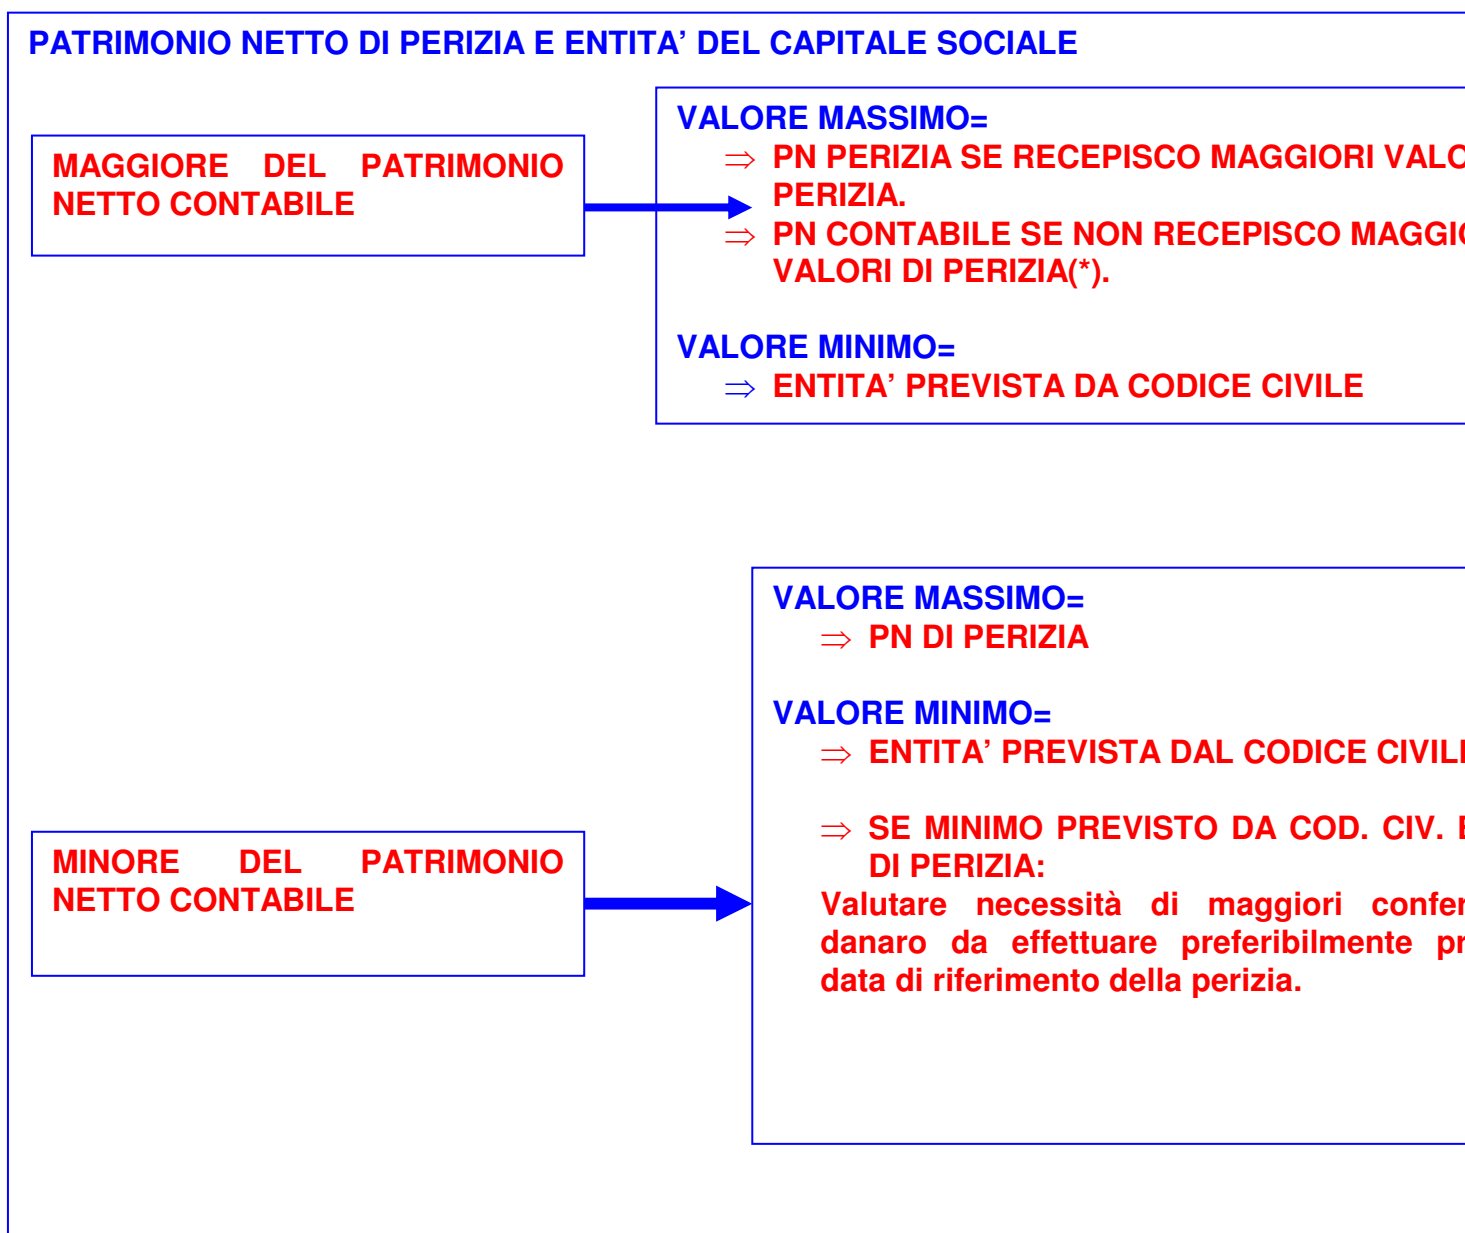 PATRIMONIO NETTO DI PERIZIA E ENTITA’ DEL CAPITALE SOCIALE
MAGGIORE DEL PATRIMONIO
NETTO CONTABILE
VALORE MASSIMO=
⇒ PN PERIZIA SE RECEPISCO MAGGIORI
PERIZIA.
⇒ PN CONTABILE SE NON RECEPISCO
VALORI DI PERIZIA(*).
VALORE MINIMO=
⇒ ENTITA’ PREVISTA DA CODICE CIVILE
MINORE DEL PATRIMONIO
NETTO CONTABILE
VALORE MASSIMO=
⇒ PN DI PERIZIA
VALORE MINIMO=
⇒ ENTITA’ PREVISTA DAL CODICE
⇒ SE MINIMO PREVISTO DA COD. CIV.
DI PERIZIA:
Valutare necessità di maggiori
danaro da effettuare preferibilmente
data di riferimento della perizia.